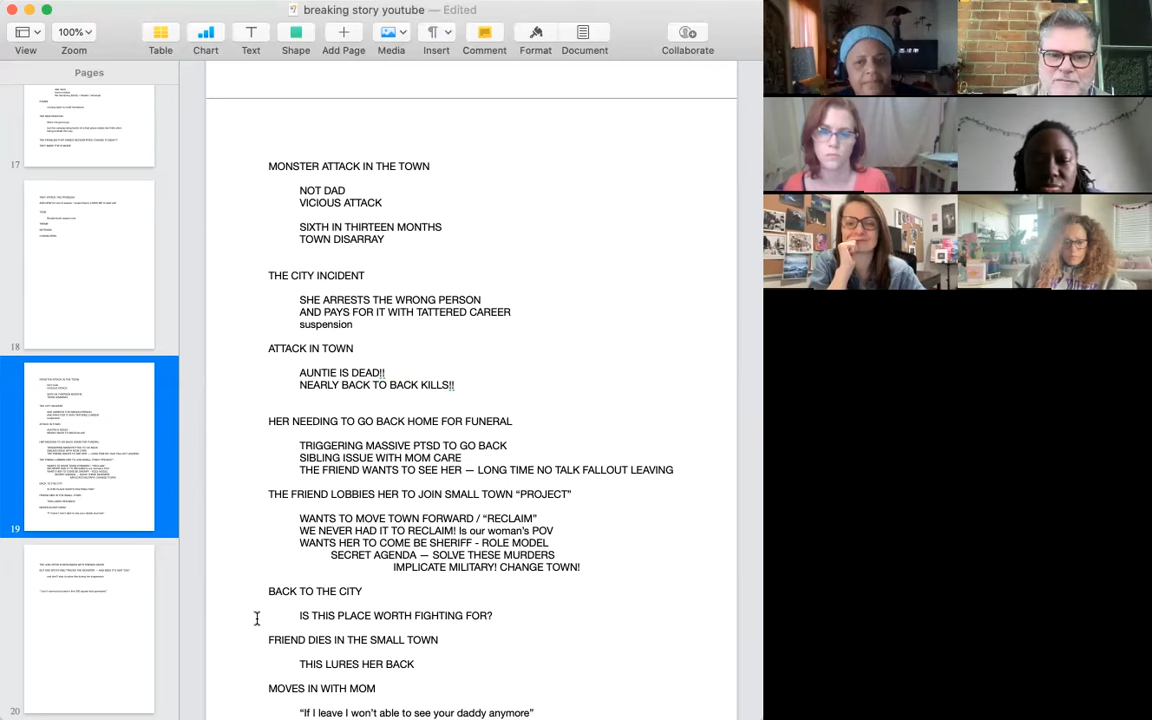 breaking story youtube — Edited
100%
View
Zoom
Table
Chart
Text
Shape
Add Page
Media
Insert
Comment
Format
Document
Collaborate
Pages
17
18
19
20
MONSTER ATTACK IN THE TOWN
NOT DAD
VICIOUS ATTACK
SIXTH IN THIRTEEN MONTHS
TOWN DISARRAY
THE CITY INCIDENT
SHE ARRESTS THE WRONG PERSON
AND PAYS FOR IT WITH TATTERED CAREER
suspension
ATTACK IN TOWN
AUNTIE IS DEAD!!
NEARLY BACK TO BACK KILLS!!
HER NEEDING TO GO BACK HOME FOR FUNERAL
TRIGGERING MASSIVE PTSD TO GO BACK
SIBLING ISSUE WITH MOM CARE
THE FRIEND WANTS TO SEE HER — LONG TIME NO TALK FALLOUT LEAVING
THE FRIEND LOBBIES HER TO JOIN SMALL TOWN “PROJECT”
WANTS TO MOVE TOWN FORWARD / “RECLAIM”
WE NEVER HAD IT TO RECLAIM! Is our woman’s POV
WANTS HER TO COME BE SHERIFF - ROLE MODEL
SECRET AGENDA — SOLVE THESE MURDERS
IMPLICATE MILITARY! CHANGE TOWN!
BACK TO THE CITY
IS THIS PLACE WORTH FIGHTING FOR?
FRIEND DIES IN THE SMALL TOWN
THIS LURES HER BACK
MOVES IN WITH MOM
“If I leave I won’t able to see your daddy anymore”